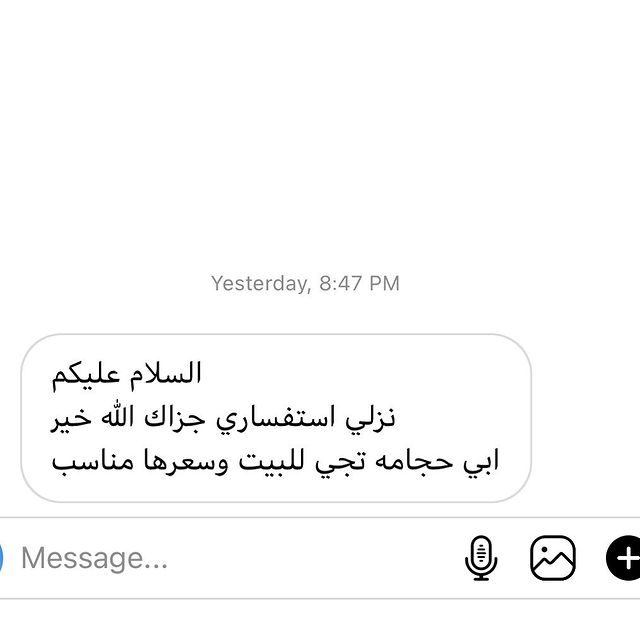 Yesterday, 8:47 PM
السلام عليكم
نزلي استفساري جزاك الله خير
ابي حجامه تجي للبيت وسعرها مناسب
Message...